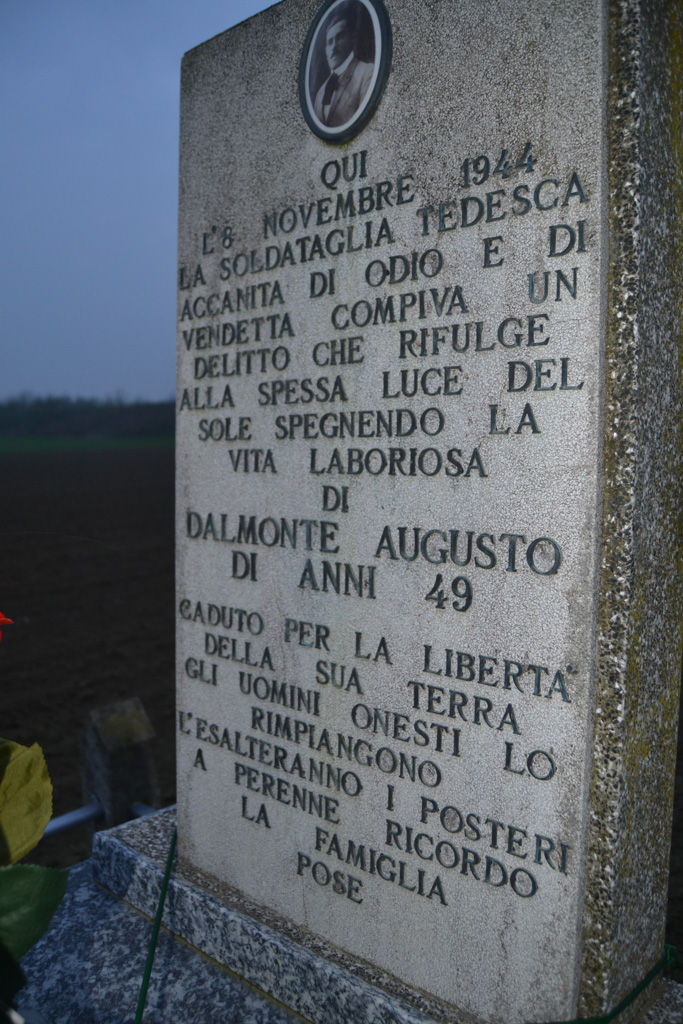 QUI
L'8 NOVEMBRE 1944
LA SOLDATAGLIA TEDESCA
ACCANITA DI ODIO E DI
VENDETTA COMPIVA UN
DELITTO CHE RIFULGE
ALLA SPESSA LUCE DEL
SOLE SPEGNENDO LA
VITA LABORIOSA
DI
DALMONTE AUGUSTO
DI ANNI 49
CADUTO PER LA LIBERTA'
DELLA SUA TERRA
GLI UOMINI ONESTI LO
RIMPIANGONO
L'ESALTERANNO I POSTERI
A PERENNE RICORDO
LA FAMIGLIA
POSE